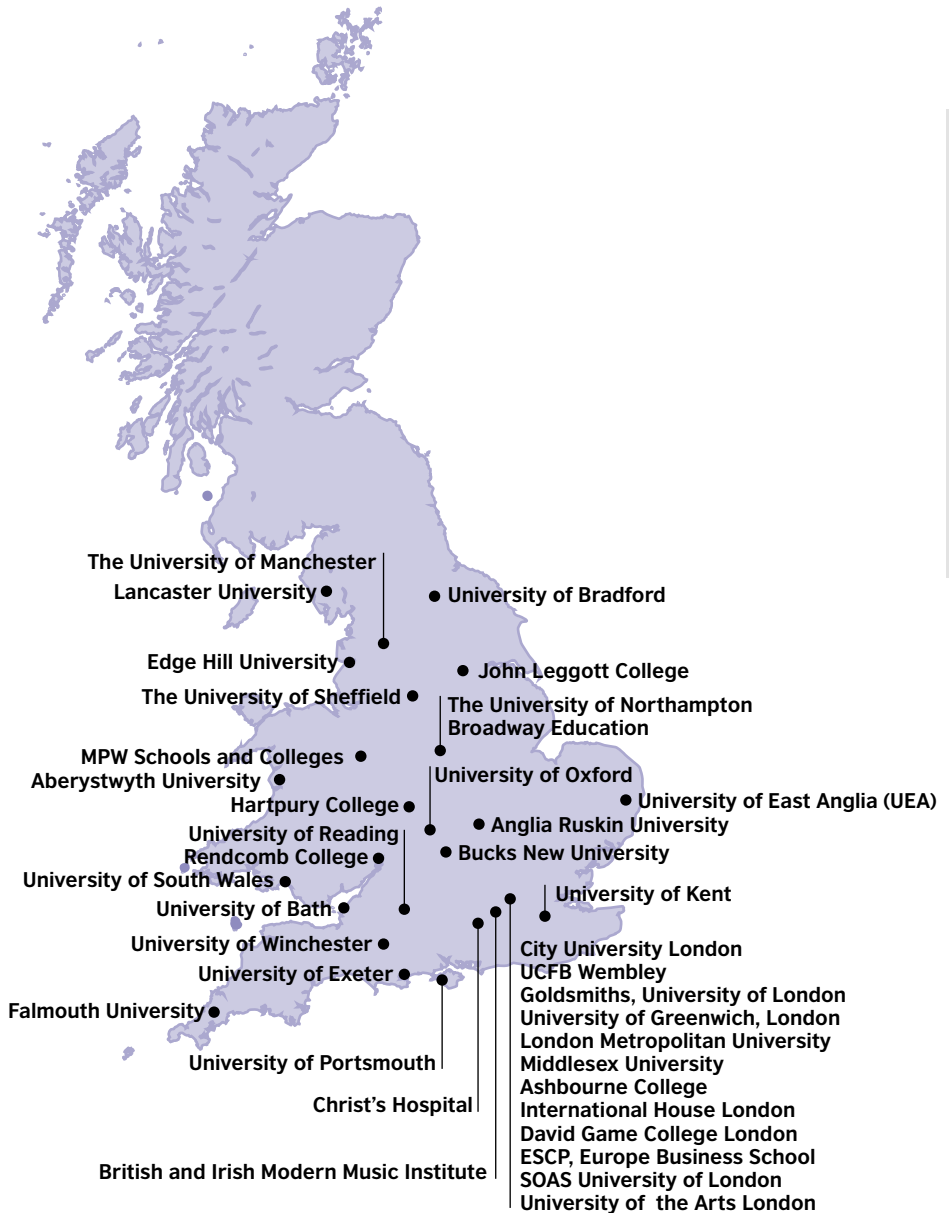 The University of Manchester
Lancaster University
University of Bradford
Edge Hill University
John Leggott College
The University of Sheffield
The University of Northampton
Broadway Education
MPW Schools and Colleges
University of Oxford
Aberystwyth University
University of East Anglia (UEA)
Hartpury College
Anglia Ruskin University
University of Reading
Bucks New University
Rendcomb College
University of South Wales
University of Kent
University of Bath
University of Winchester
City University London
UCFB Wembley
University of Exeter
Goldsmiths, University of London
Falmouth University
University of Greenwich, London
London Metropolitan University
University of Portsmouth
Middlesex University
Ashbourne College
Christ's Hospital
International House London
David Game College London
ESCP, Europe Business School
British and Irish Modern Music Institute
SOAS University of London
University of the Arts London